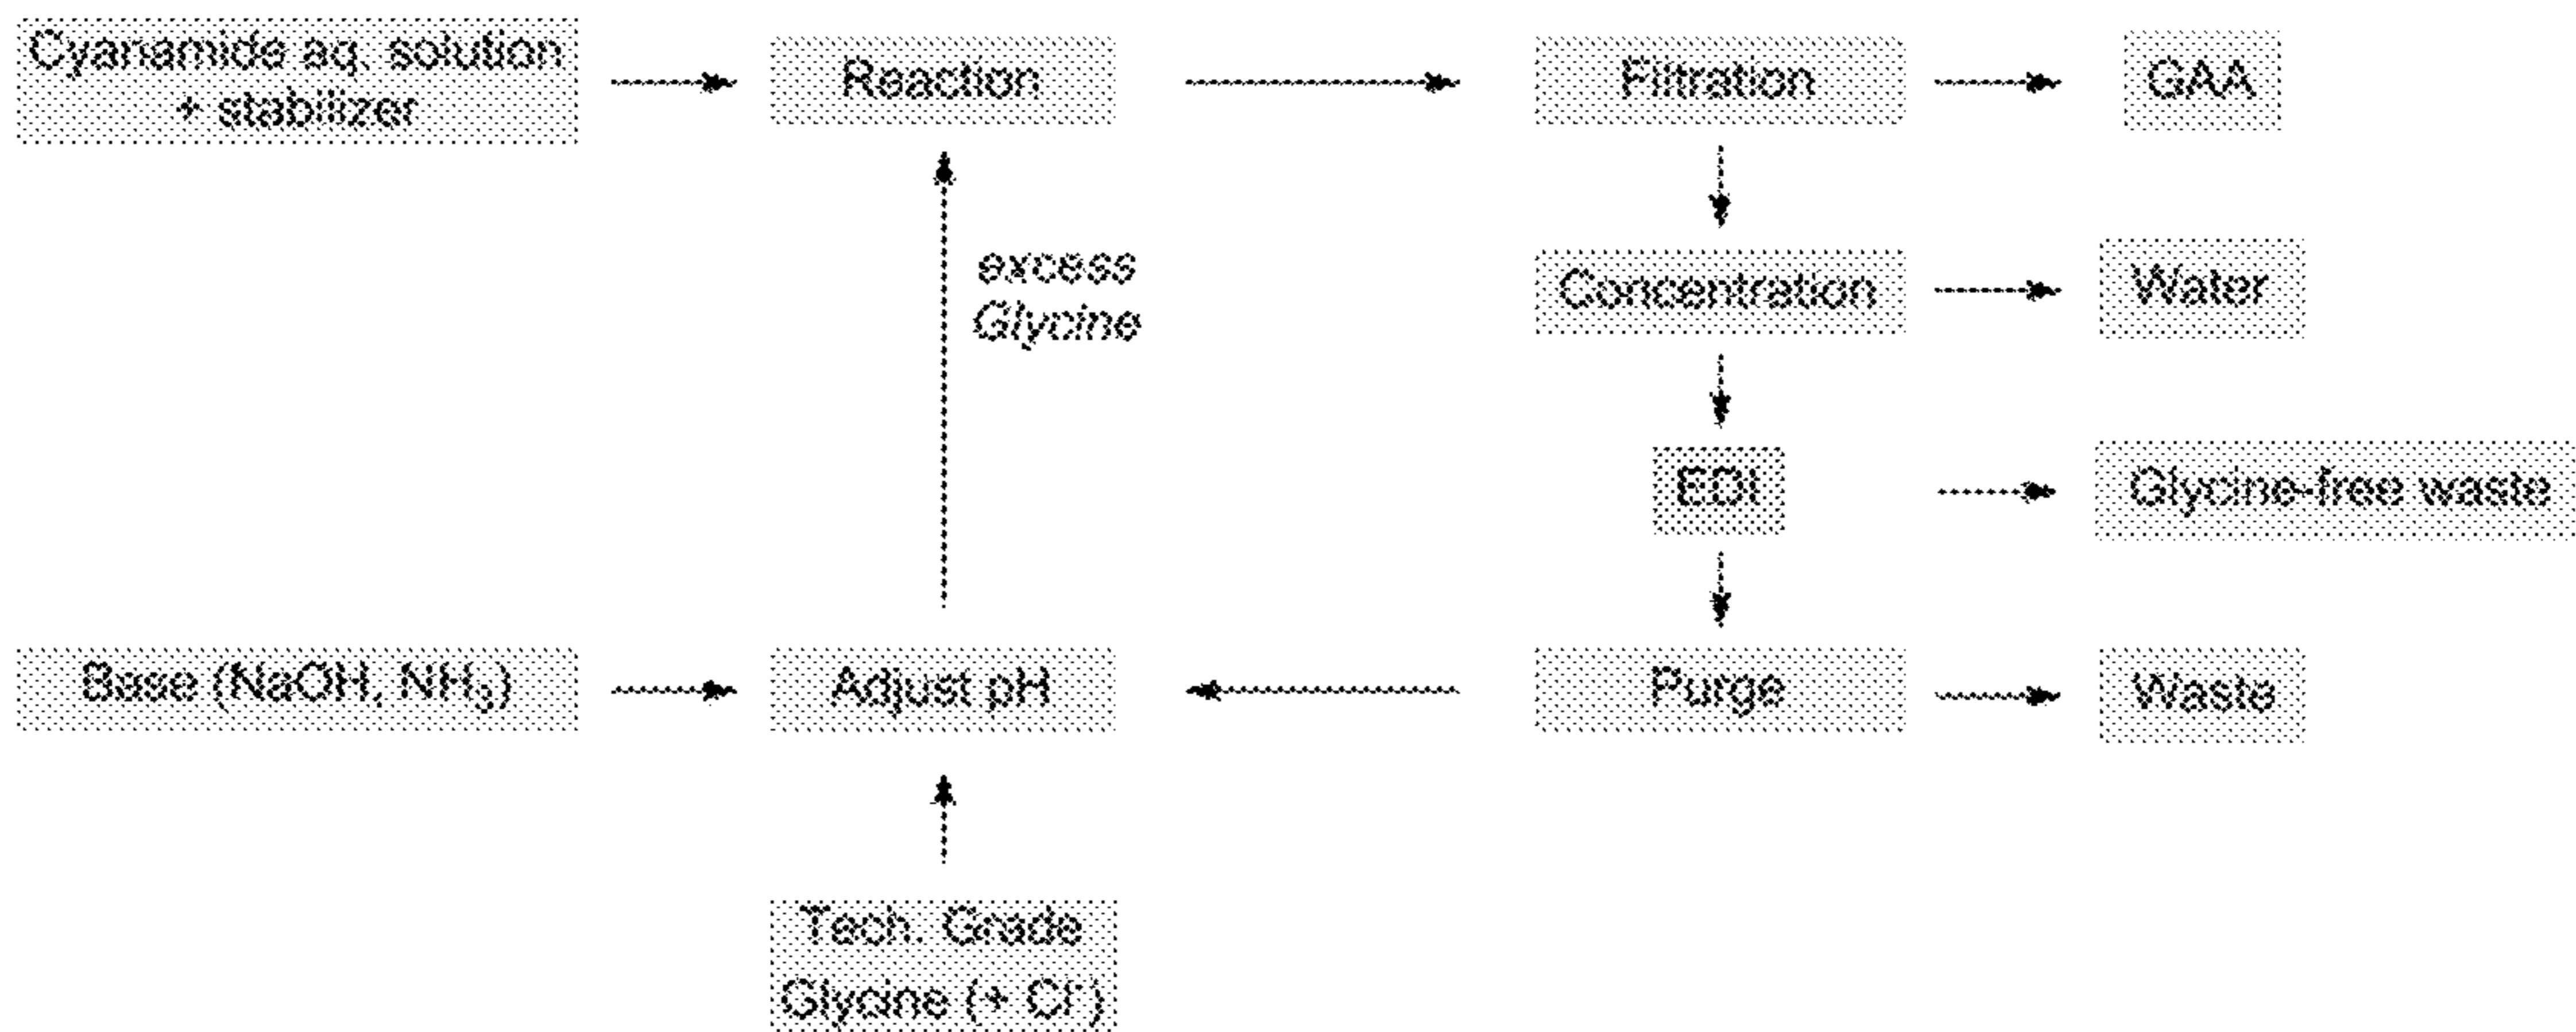 Cyanamide aq. solution
+ stabilizer
Reaction
Filtration
GAA
excess
Glycine
Concentration
Water
EDI
Glycine-free waste
Base (NaOH, NH₃)
Adjust pH
Purge
Waste
Tech. Grade
Glycine (+ Cl⁻)